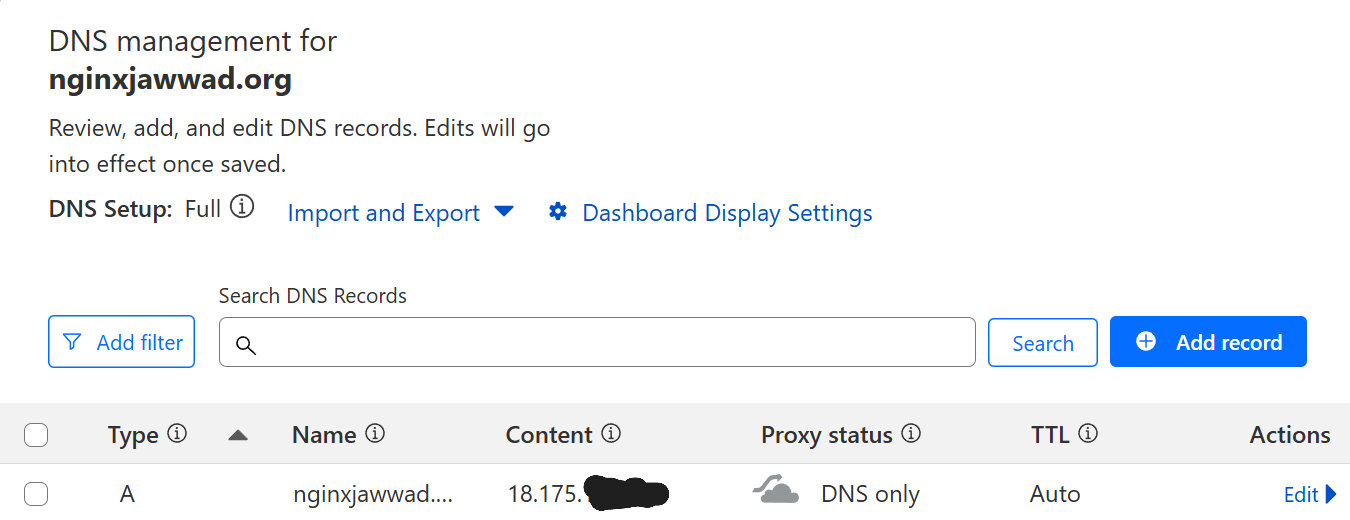 DNS management for
nginxjawwad.org
Review, add, and edit DNS records. Edits will go
into effect once saved.
DNS Setup: Full Import and Export Dashboard Display Settings
Search DNS Records
Add filter Search Add record
Type Name Content Proxy status TTL Actions
A nginxjawwad.... 18.175. DNS only Auto Edit